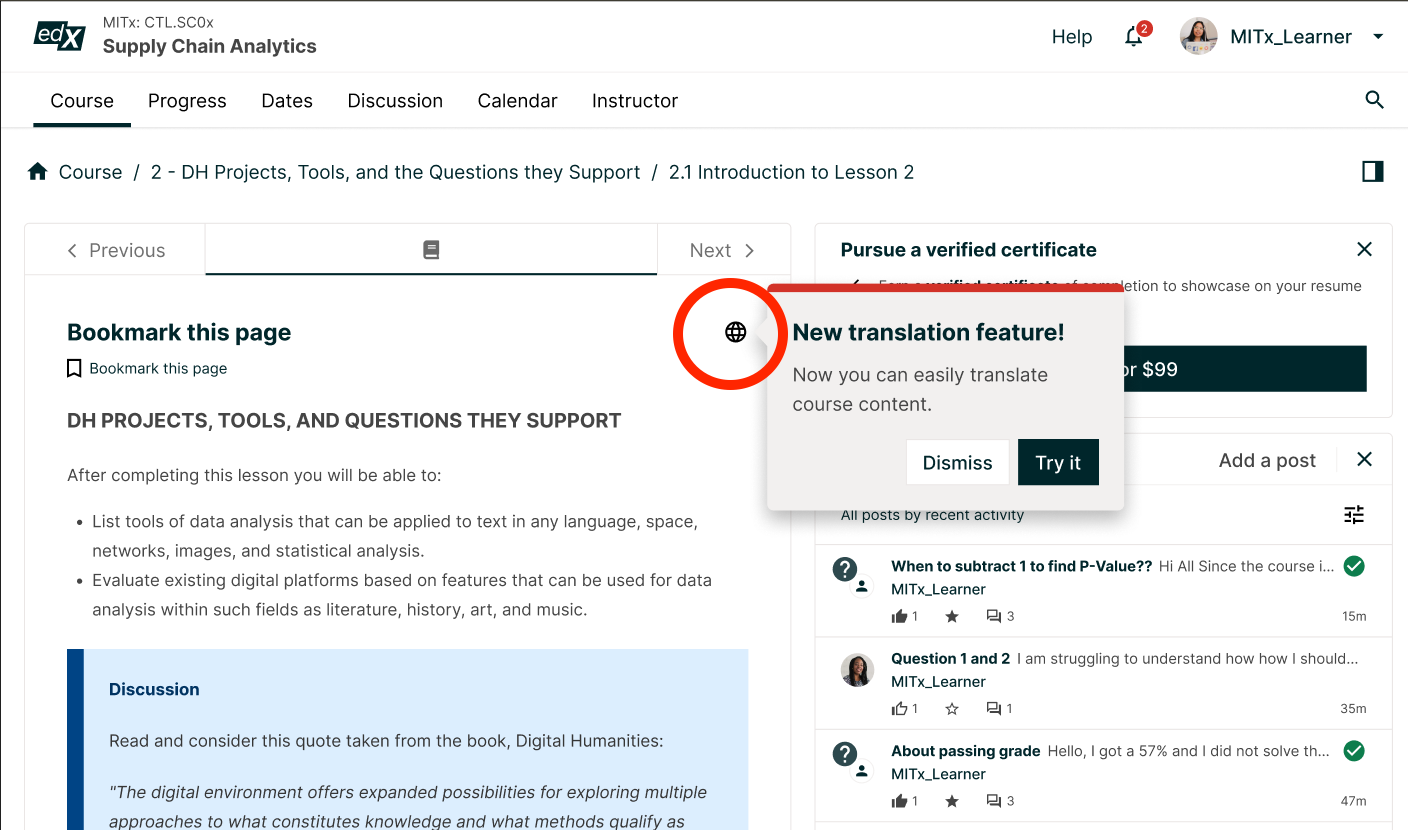 edX
MITx: CTL.SC0x
Supply Chain Analytics
Help
2
MITx_Learner
Course
Progress
Dates
Discussion
Calendar
Instructor
Course / 2 - DH Projects, Tools, and the Questions they Support / 2.1 Introduction to Lesson 2
Previous
Next
Bookmark this page
Bookmark this page
DH PROJECTS, TOOLS, AND QUESTIONS THEY SUPPORT
After completing this lesson you will be able to:
• List tools of data analysis that can be applied to text in any language, space,
networks, images, and statistical analysis.
• Evaluate existing digital platforms based on features that can be used for data
analysis within such fields as literature, history, art, and music.
Discussion
Read and consider this quote taken from the book, Digital Humanities:
"The digital environment offers expanded possibilities for exploring multiple
approaches to what constitutes knowledge and what methods qualify as
New translation feature!
Now you can easily translate
course content.
Dismiss
Try it
Pursue a verified certificate
Earn a verified certificate of completion to showcase on your resume
or $99
Add a post
All posts by recent activity
When to subtract 1 to find P-Value?? Hi All Since the course i...
MITx_Learner
1
3
15m
Question 1 and 2 I am struggling to understand how how I should...
MITx_Learner
1
1
35m
About passing grade Hello, I got a 57% and I did not solve th...
MITx_Learner
1
3
47m